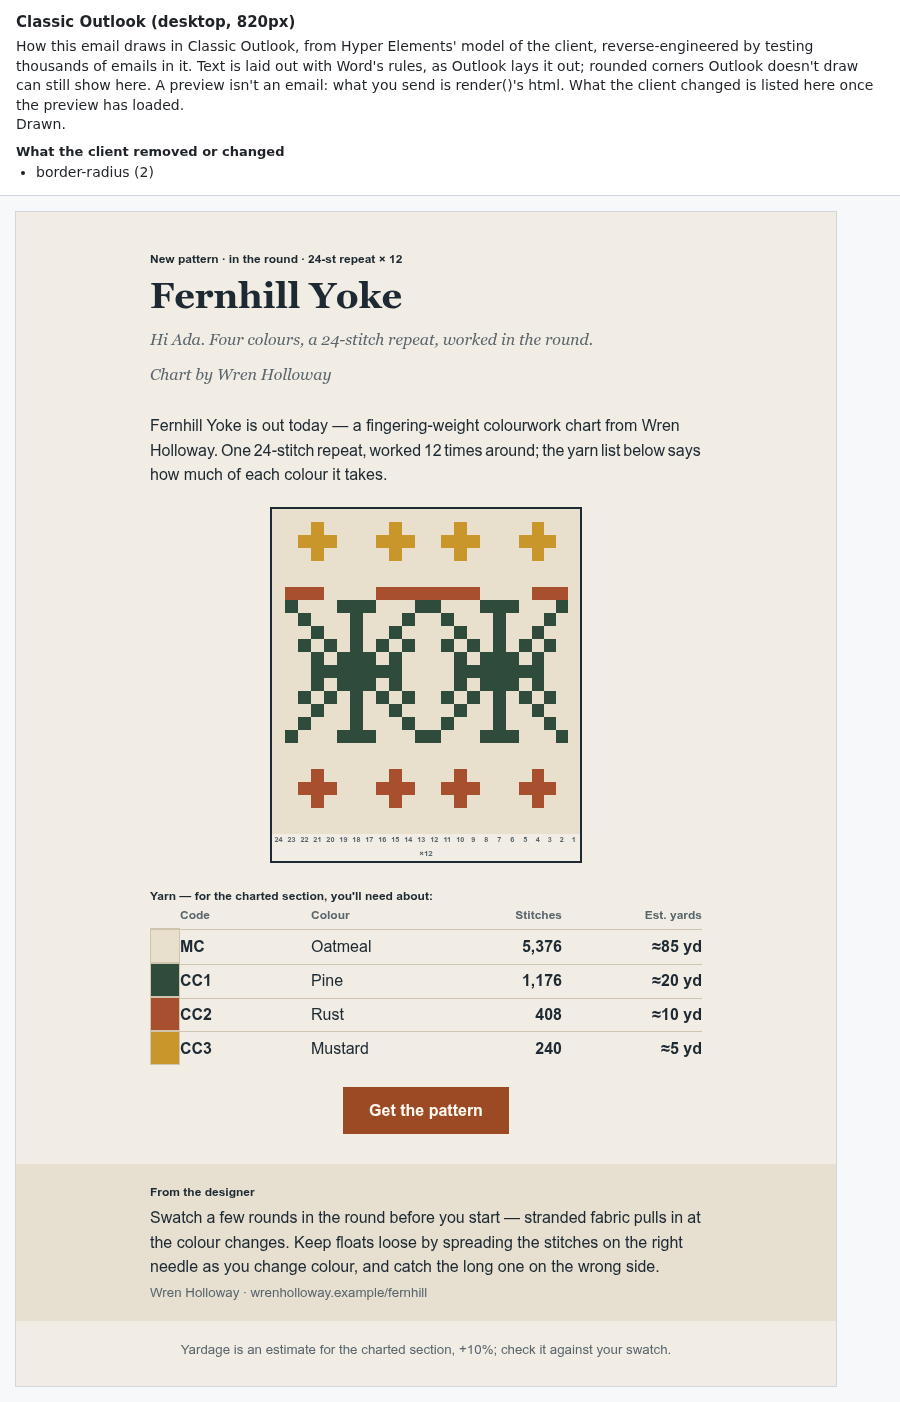 Classic Outlook (desktop, 820px)
How this email draws in Classic Outlook, from Hyper Elements' model of the client, reverse-engineered by testing
thousands of emails in it. Text is laid out with Word's rules, as Outlook lays it out; rounded corners Outlook doesn't draw
can still show here. A preview isn't an email: what you send is render()'s html. What the client changed is listed here once
the preview has loaded.
Drawn.
What the client removed or changed
• border-radius (2)
New pattern · in the round · 24-st repeat × 12
Fernhill Yoke
Hi Ada. Four colours, a 24-stitch repeat, worked in the round.
Chart by Wren Holloway
Fernhill Yoke is out today — a fingering-weight colourwork chart from Wren
Holloway. One 24-stitch repeat, worked 12 times around; the yarn list below says
how much of each colour it takes.
24 23 22 21 20 19 18 17 16 15 14 13 12 11 10 9 8 7 6 5 4 3 2 1
×12
Yarn — for the charted section, you'll need about:
Code Colour Stitches Est. yards
MC Oatmeal 5,376 ≈85 yd
CC1 Pine 1,176 ≈20 yd
CC2 Rust 408 ≈10 yd
CC3 Mustard 240 ≈5 yd
Get the pattern
From the designer
Swatch a few rounds in the round before you start — stranded fabric pulls in at
the colour changes. Keep floats loose by spreading the stitches on the right
needle as you change colour, and catch the long one on the wrong side.
Wren Holloway · wrenholloway.example/fernhill
Yardage is an estimate for the charted section, +10%; check it against your swatch.